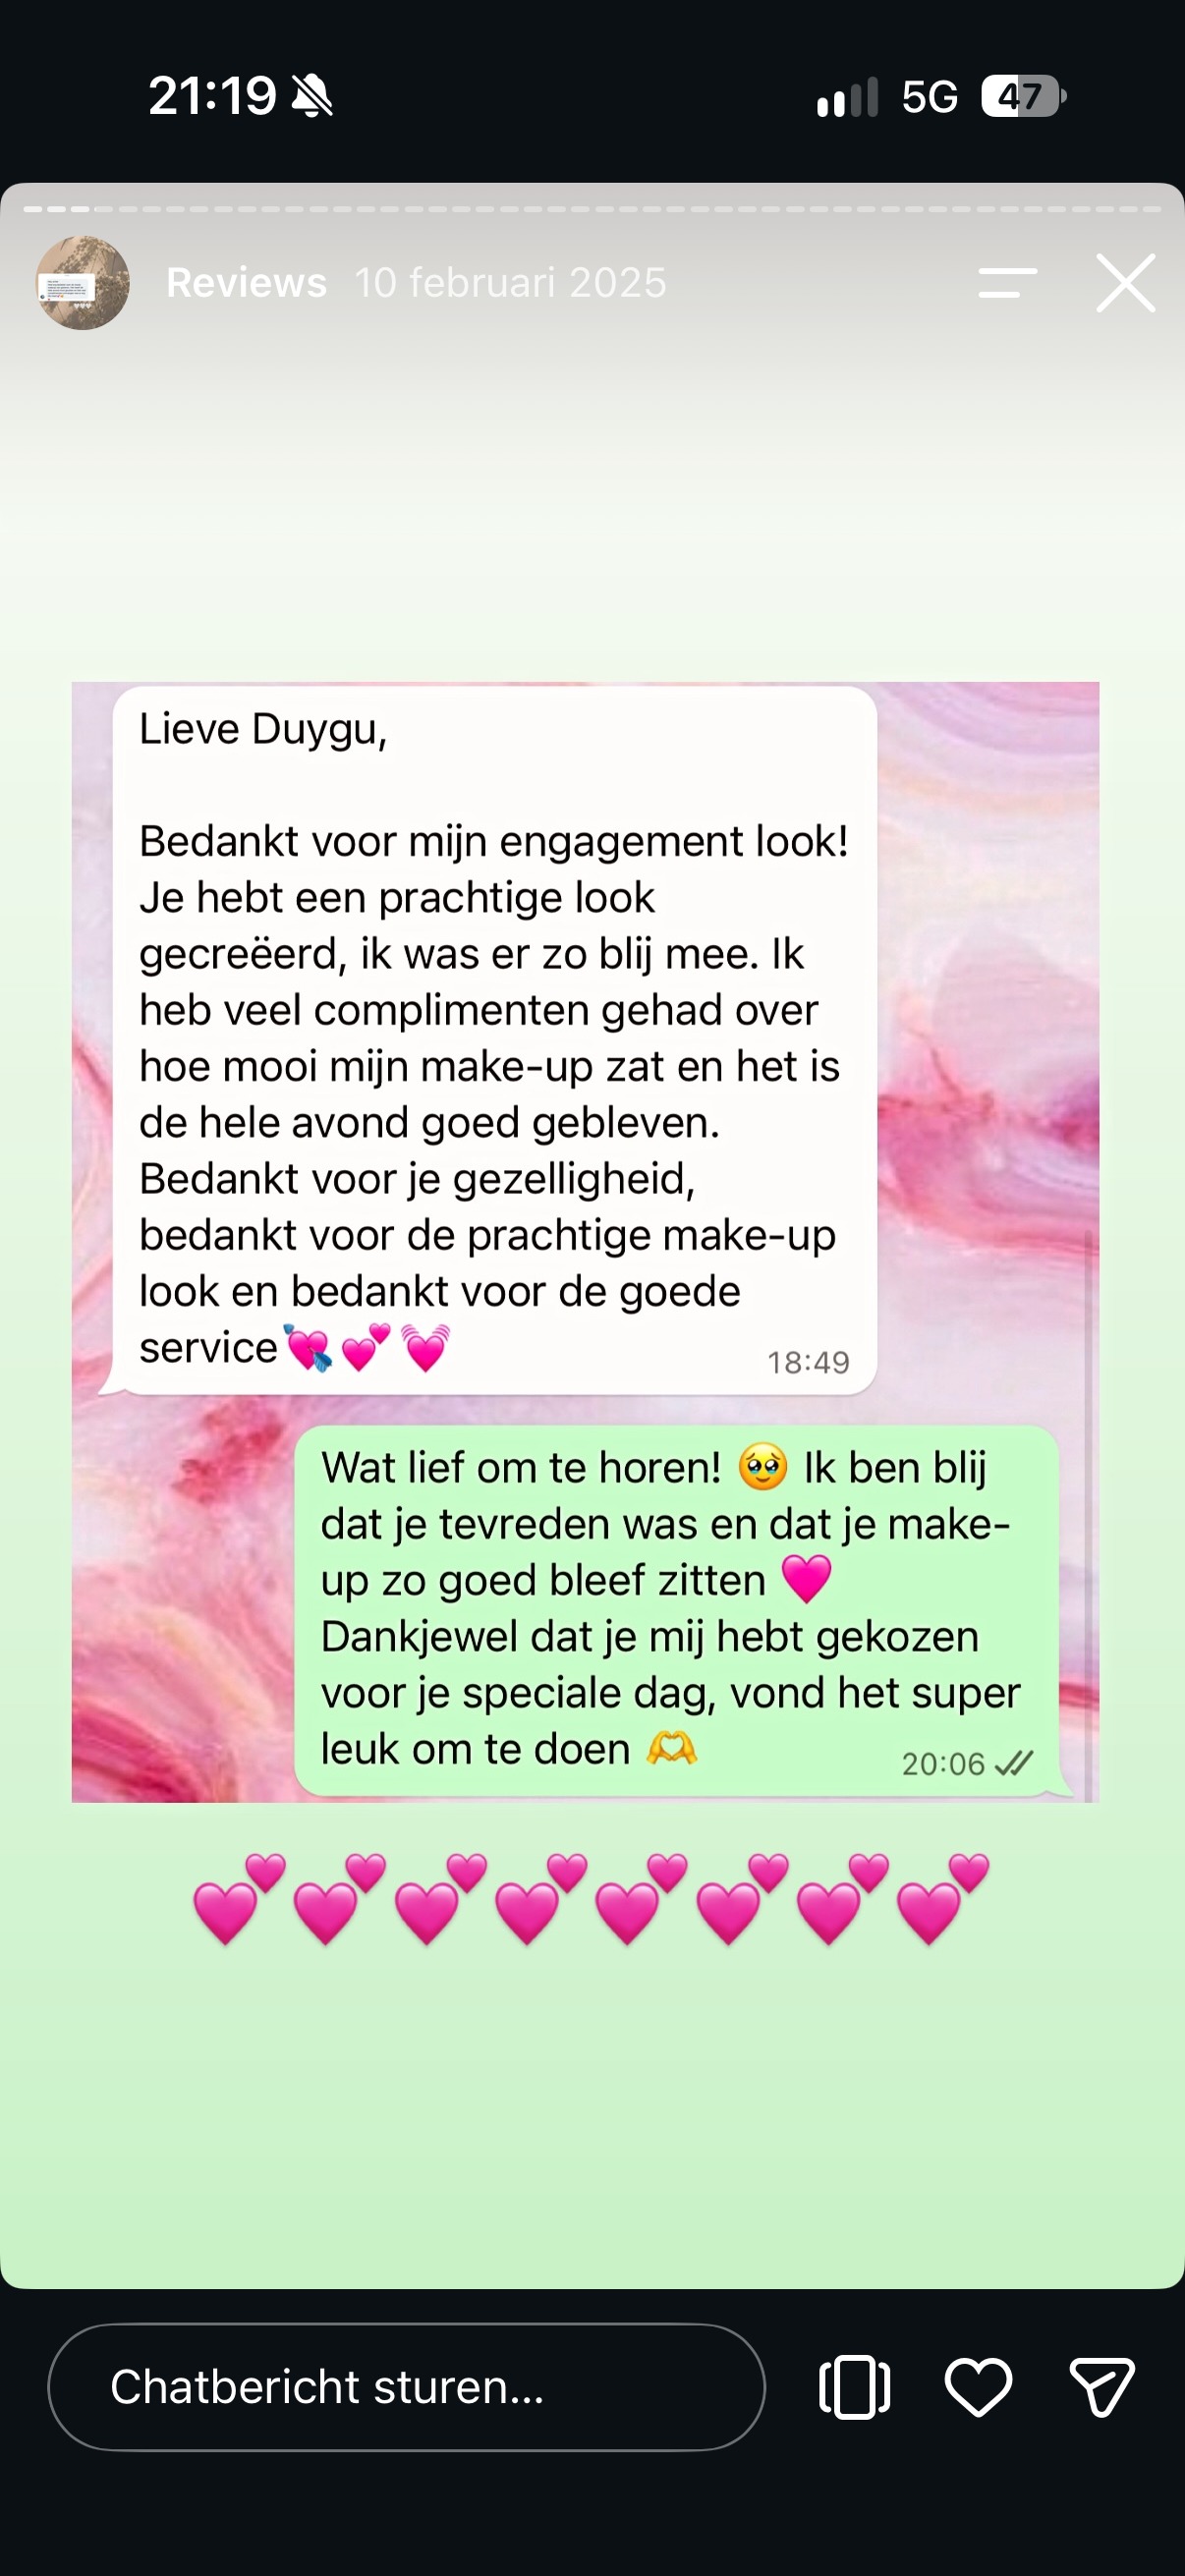 21:19
5G
47
Reviews 10 februari 2025
Lieve Duygu,
Bedankt voor mijn engagement look!
Je hebt een prachtige look
gecreëerd, ik was er zo blij mee. Ik
heb veel complimenten gehad over
hoe mooi mijn make-up zat en het is
de hele avond goed gebleven.
Bedankt voor je gezelligheid,
bedankt voor de prachtige make-up
look en bedankt voor de goede
service💘💕💓
18:49
Wat lief om te horen! 🥹 Ik ben blij
dat je tevreden was en dat je make-
up zo goed bleef zitten 🩷
Dankjewel dat je mij hebt gekozen
voor je speciale dag, vond het super
leuk om te doen 🫶
20:06
💕💕💕💕💕💕💕💕
Chatbericht sturen...